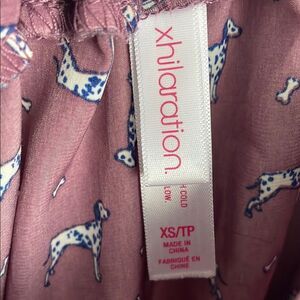 xhilaration.
COLD
LOW.
XS/TP
MADE IN
CHINA
FABRIQUÉ EN
CHINE